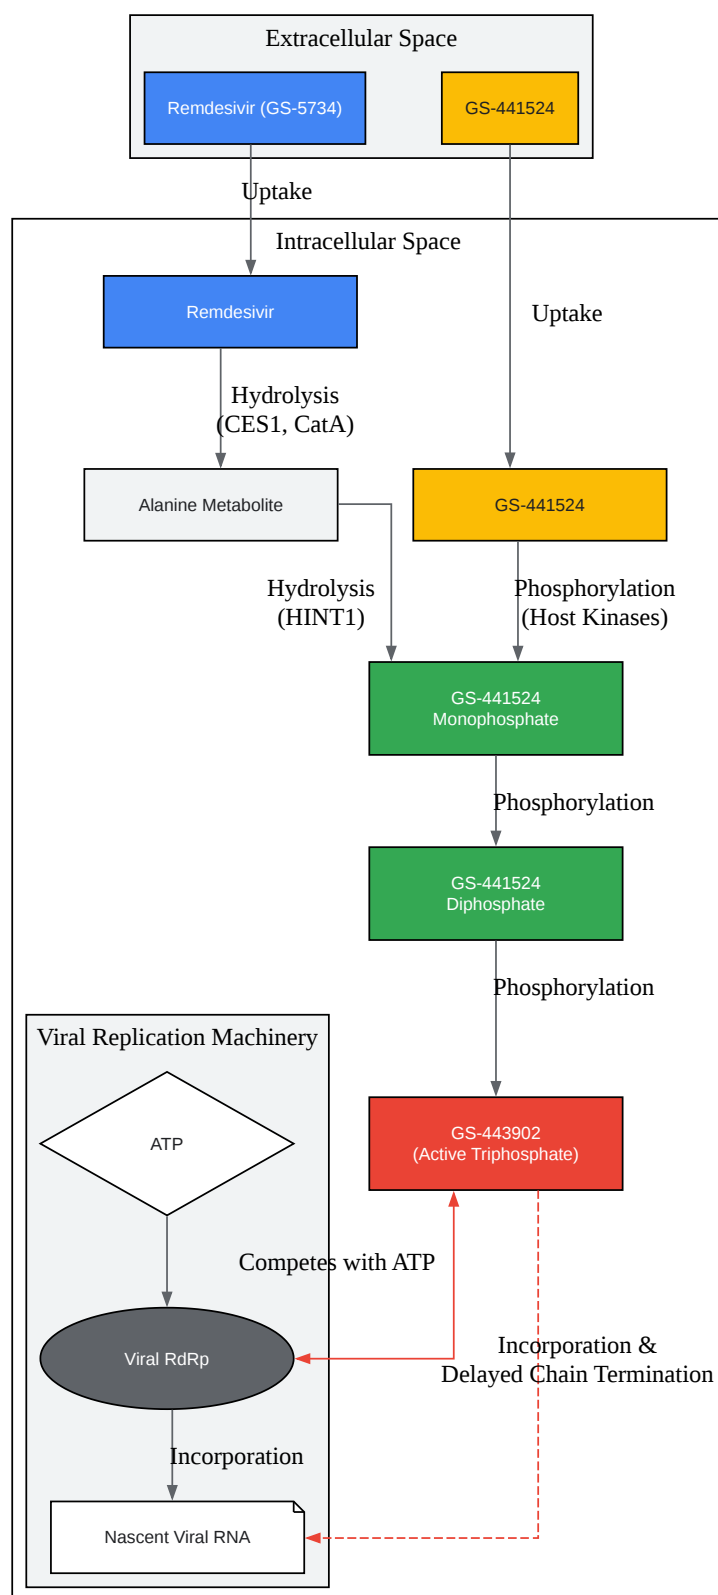 Extracellular Space
Remdesivir (GS-5734)
GS-441524
Uptake
Intracellular Space
Remdesivir
Uptake
Hydrolysis
(CES1, CatA)
Alanine Metabolite
GS-441524
Hydrolysis
(HINT1)
Phosphorylation
(Host Kinases)
GS-441524
Monophosphate
Phosphorylation
GS-441524
Diphosphate
Phosphorylation
Viral Replication Machinery
ATP
GS-443902
(Active Triphosphate)
Competes with ATP
Viral RdRp
Incorporation &
Delayed Chain Termination
Incorporation
Nascent Viral RNA